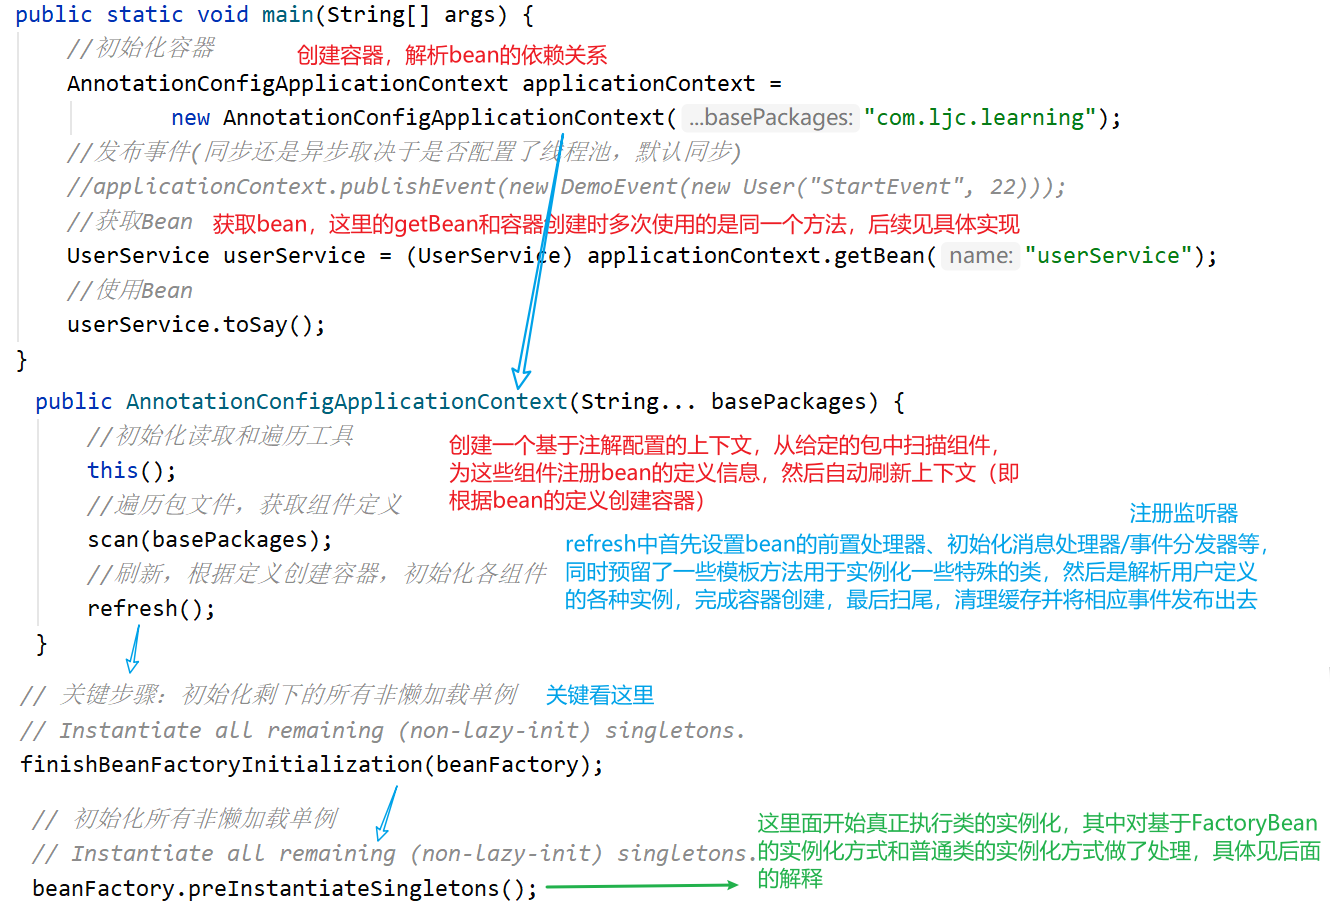 public static void main(String[] args) {
//初始化容器
创建容器，解析bean的依赖关系
AnnotationConfigApplicationContext applicationContext =
new AnnotationConfigApplicationContext( ...basePackages: "com.ljc.learning");
//发布事件(同步还是异步取决于是否配置了线程池，默认同步)
//applicationContext.publishEvent(new DemoEvent(new User("StartEvent", 22)));
//获取Bean 获取bean，这里的getBean和容器创建时多次使用的是同一个方法，后续见具体实现
UserService userService = (UserService) applicationContext.getBean( name: "userService");
//使用Bean
userService.toSay();
}
public AnnotationConfigApplicationContext(String... basePackages) {
//初始化读取和遍历工具
this();
//遍历包文件，获取组件定义
scan(basePackages);
//刷新，根据定义创建容器，初始化各组件
refresh();
}
创建一个基于注解配置的上下文，从给定的包中扫描组件，
为这些组件注册bean的定义信息，然后自动刷新上下文（即
根据bean的定义创建容器）
注册监听器
refresh中首先设置bean的前置处理器、初始化消息处理器/事件分发器等，
同时预留了一些模板方法用于实例化一些特殊的类，然后是解析用户定义
的各种实例，完成容器创建，最后扫尾，清理缓存并将相应事件发布出去
// 关键步骤：初始化剩下的所有非懒加载单例 关键看这里
// Instantiate all remaining (non-lazy-init) singletons.
finishBeanFactoryInitialization(beanFactory);
// 初始化所有非懒加载单例
// Instantiate all remaining (non-lazy-init) singletons.
beanFactory.preInstantiateSingletons();
这里面开始真正执行类的实例化，其中对基于FactoryBean
的实例化方式和普通类的实例化方式做了处理，具体见后面
的解释